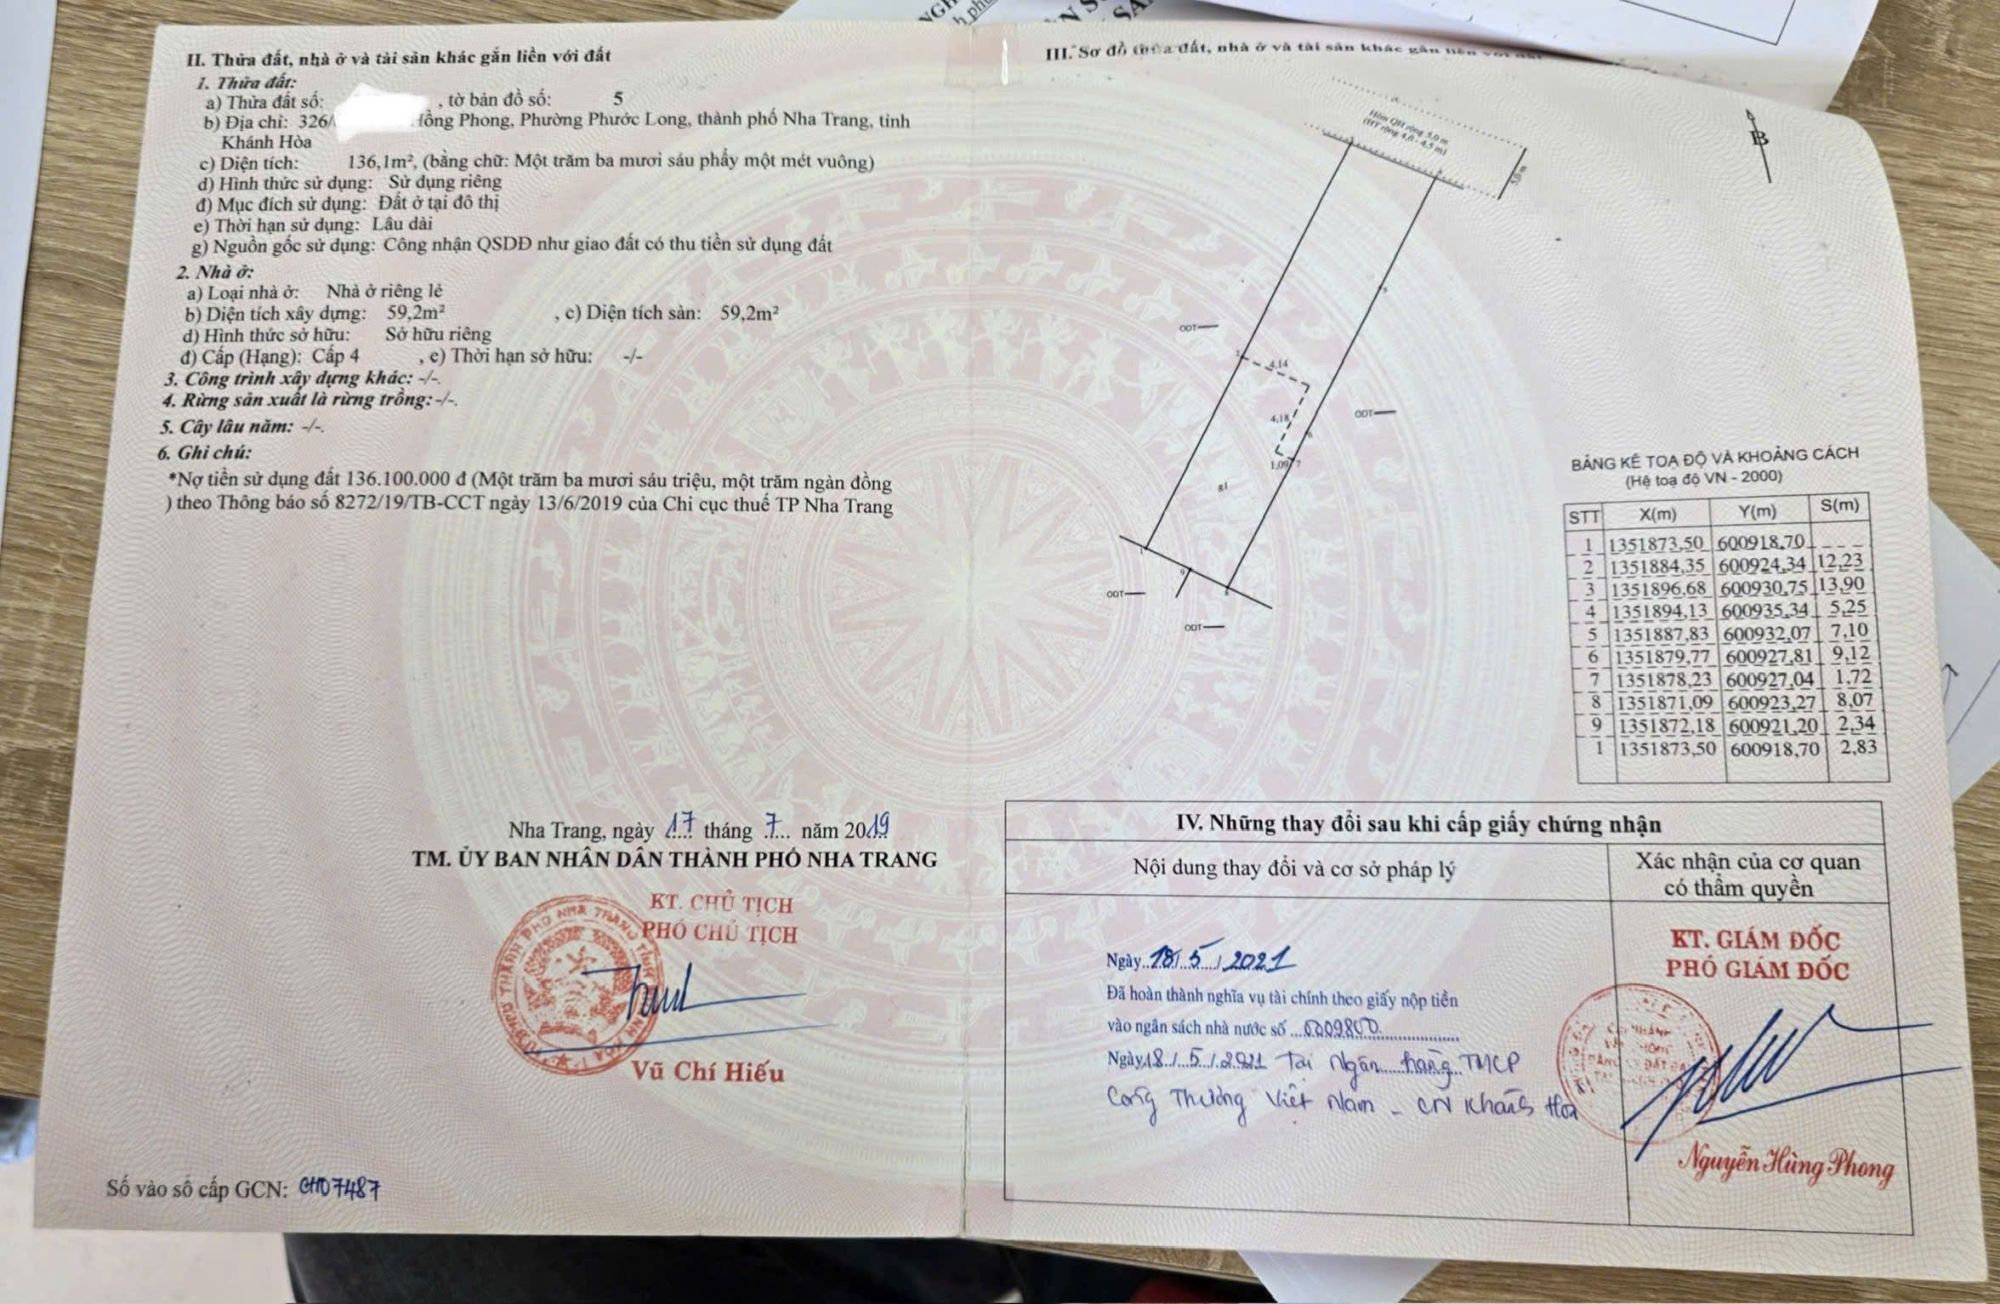 II. Thửa đất, nhà ở và tài sản khác gắn liền với đất
1. Thửa đất:
a) Thửa đất số: , tờ bản đồ số: 5
b) Địa chỉ: 326/ Hồng Phong, Phường Phước Long, thành phố Nha Trang, tỉnh
Khánh Hòa
c) Diện tích: 136,1m², (bằng chữ: Một trăm ba mươi sáu phẩy một mét vuông)
d) Hình thức sử dụng: Sử dụng riêng
đ) Mục đích sử dụng: Đất ở tại đô thị
e) Thời hạn sử dụng: Lâu dài
g) Nguồn gốc sử dụng: Công nhận QSDĐ như giao đất có thu tiền sử dụng đất
2. Nhà ở:
a) Loại nhà ở: Nhà ở riêng lẻ
b) Diện tích xây dựng: 59,2m² , c) Diện tích sàn: 59,2m²
d) Hình thức sở hữu: Sở hữu riêng
đ) Cấp (Hạng): Cấp 4 , e) Thời hạn sở hữu: -/-
3. Công trình xây dựng khác: -/-.
4. Rừng sản xuất là rừng trồng:-/-.
5. Cây lâu năm: -/-.
6. Ghi chú:
*Nợ tiền sử dụng đất 136.100.000 đ (Một trăm ba mươi sáu triệu, một trăm ngàn đồng
) theo Thông báo số 8272/19/TB-CCT ngày 13/6/2019 của Chi cục thuế TP Nha Trang
Nha Trang, ngày 17 tháng 7 năm 2019
TM. ỦY BAN NHÂN DÂN THÀNH PHỐ NHA TRANG
KT. CHỦ TỊCH
PHÓ CHỦ TỊCH
Vũ Chí Hiếu
Số vào sổ cấp GCN: CH07487
III. Sơ đồ thửa đất, nhà ở và tài sản khác gắn liền với đất
Hẻm QH rộng 5,0 m
(HT rộng 4,0 - 4,5 m)
5,0 m
B
ODT
4,14
4,18
ODT
1,09
g1
ODT
ODT
BẢNG KÊ TOẠ ĐỘ VÀ KHOẢNG CÁCH
(Hệ toạ độ VN - 2000)
STT X(m) Y(m) S(m)
1 1351873,50 600918,70
2 1351884,35 600924,34 12,23
3 1351896,68 600930,75 13,90
4 1351894,13 600935,34 5,25
5 1351887,83 600932,07 7,10
6 1351879,77 600927,81 9,12
7 1351878,23 600927,04 1,72
8 1351871,09 600923,27 8,07
9 1351872,18 600921,20 2,34
1 1351873,50 600918,70 2,83
IV. Những thay đổi sau khi cấp giấy chứng nhận
Nội dung thay đổi và cơ sở pháp lý
Xác nhận của cơ quan
có thẩm quyền
Ngày 18/5/2021
Đã hoàn thành nghĩa vụ tài chính theo giấy nộp tiền
vào ngân sách nhà nước số 0009800
Ngày 18/5/2021 Tại Ngân hàng TMCP
Công Thương Việt Nam - CN Khánh Hòa
KT. GIÁM ĐỐC
PHÓ GIÁM ĐỐC
Nguyễn Hùng Phong